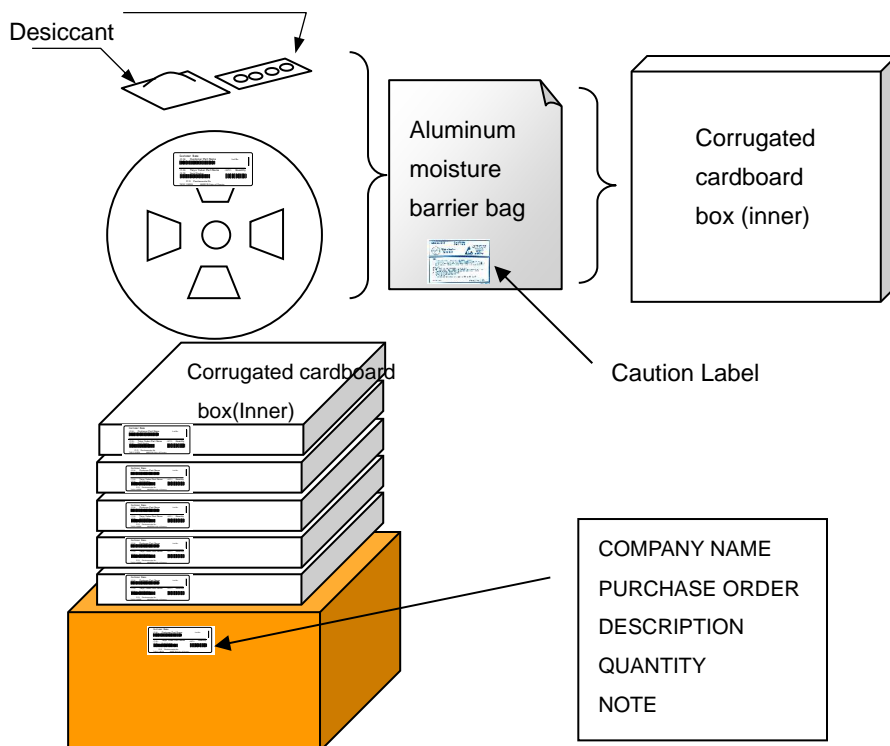 Desiccant
Aluminum
moisture
barrier bag
Corrugated
cardboard
box (inner)
Caution Label
Corrugated cardboard
box(Inner)
COMPANY NAME
PURCHASE ORDER
DESCRIPTION
QUANTITY
NOTE